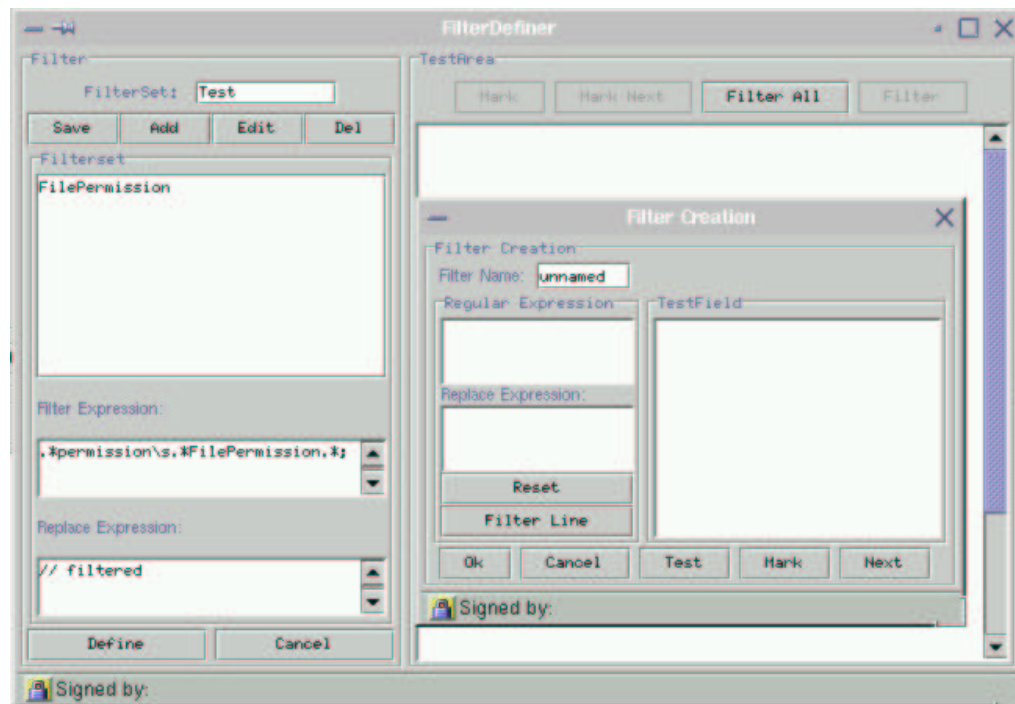 FilterDefiner
Filter
FilterSet: Test
Save Add Edit Del
Filterset
FilePermission
Filter Expression:
.*permission\s.*FilePermission.*;
Replace Expression:
// filtered
Define Cancel
TestArea
Mark Mark Next Filter All Filter
Filter Creation
Filter Creation
Filter Name: unnamed
Regular Expression
Replace Expression:
Reset
Filter Line
TestField
Ok Cancel Test Mark Next
Signed by:
Signed by: